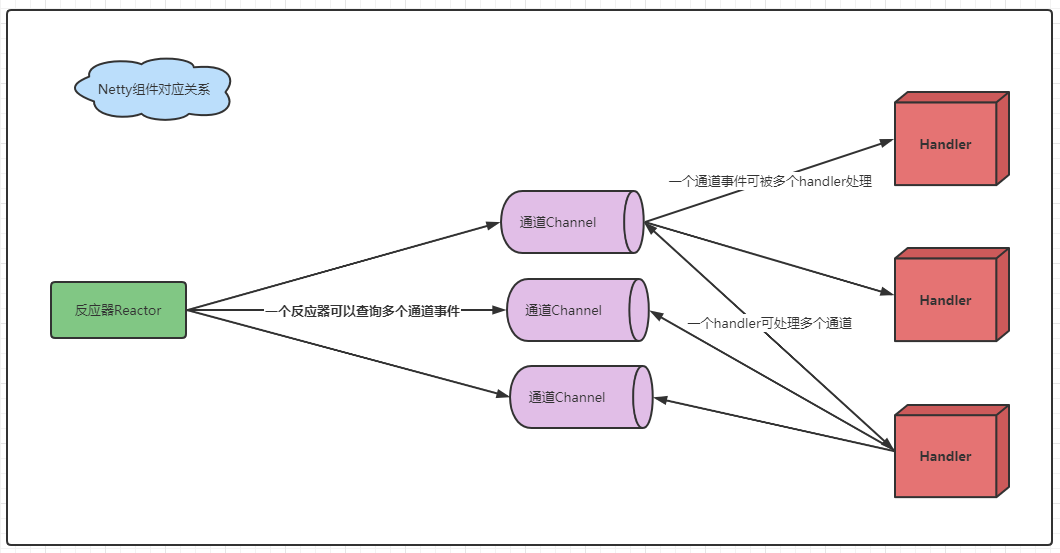 Netty组件对应关系
Handler
一个通道事件可被多个handler处理
通道Channel
Handler
反应器Reactor
一个反应器可以查询多个通道事件
通道Channel
一个handler可处理多个通道
通道Channel
Handler